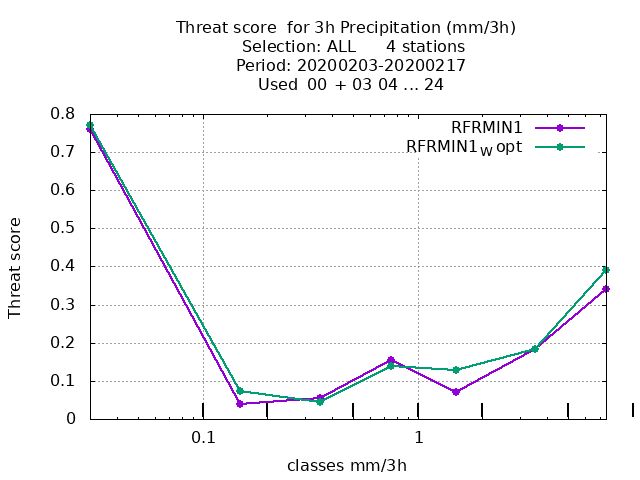 Threat score  for 3h Precipitation (mm/3h)
Selection: ALL      4 stations
Period: 20200203-20200217
Used  00  + 03 04 ... 24
RFRMIN1
RFRMIN1W opt
0.8
0.7
0.6
0.5
0.4
0.3
0.2
0.1
0
Threat score
0.1
1
classes mm/3h